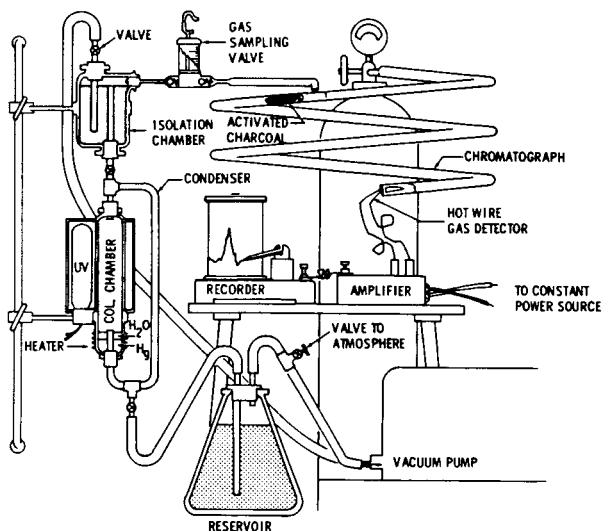 VALVE
GAS
SAMPLING
VALVE
ISOLATION
CHAMBER
ACTIVATED
CHARCOAL
CHROMATOGRAPH
CONDENSER
HOT WIRE
GAS
DETECTOR
UV
COL CHAMBER
RECORDER
AMPLIFIER
TO CONSTANT
POWER SOURCE
H2O
HEATER
Hg
VALVE TO
ATMOSPHERE
VACUUM PUMP
RESERVOIR